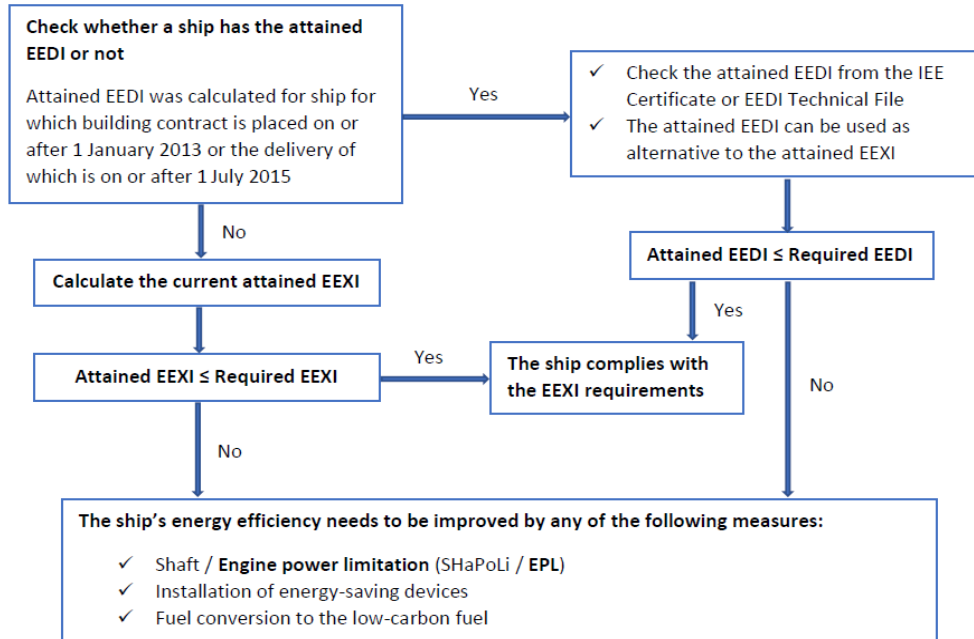 Check whether a ship has the attained
EEDI or not
Attained EEDI was calculated for ship for
which building contract is placed on or
after 1 January 2013 or the delivery of
which is on or after 1 July 2015
Yes
✓ Check the attained EEDI from the IEE
Certificate or EEDI Technical File
✓ The attained EEDI can be used as
alternative to the attained EEXI
No
Attained EEDI ≤ Required EEDI
Calculate the current attained EEXI
Yes
Attained EEXI ≤ Required EEXI
Yes
The ship complies with
the EEXI requirements
No
No
The ship's energy efficiency needs to be improved by any of the following measures:
✓ Shaft / Engine power limitation (SHaPoLi / EPL)
✓ Installation of energy-saving devices
✓ Fuel conversion to the low-carbon fuel